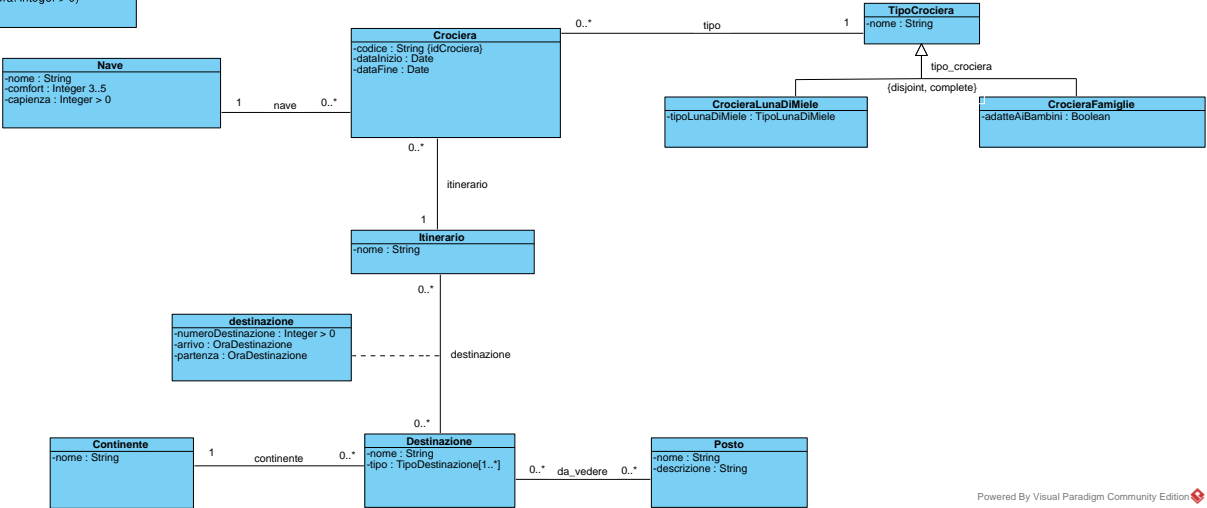 Integer > 0)
TipoCrociera
-nome : String
0..*
tipo
1
Crociera
-codice : String {idCrociera}
-dataInizio : Date
-dataFine : Date
Nave
-nome : String
-comfort : Integer 3..5
-capienza : Integer > 0
1
nave
0..*
tipo_crociera
{disjoint, complete}
CrocieraLunaDiMiele
-tipoLunaDiMiele : TipoLunaDiMiele
CrocieraFamiglie
-adatteAiBambini : Boolean
0..*
itinerario
1
Itinerario
-nome : String
0..*
destinazione
-numeroDestinazione : Integer > 0
-arrivo : OraDestinazione
-partenza : OraDestinazione
destinazione
0..*
Continente
-nome : String
1
continente
0..*
Destinazione
-nome : String
-tipo : TipoDestinazione[1..*]
0..*
da_vedere
0..*
Posto
-nome : String
-descrizione : String
Powered By Visual Paradigm Community Edition